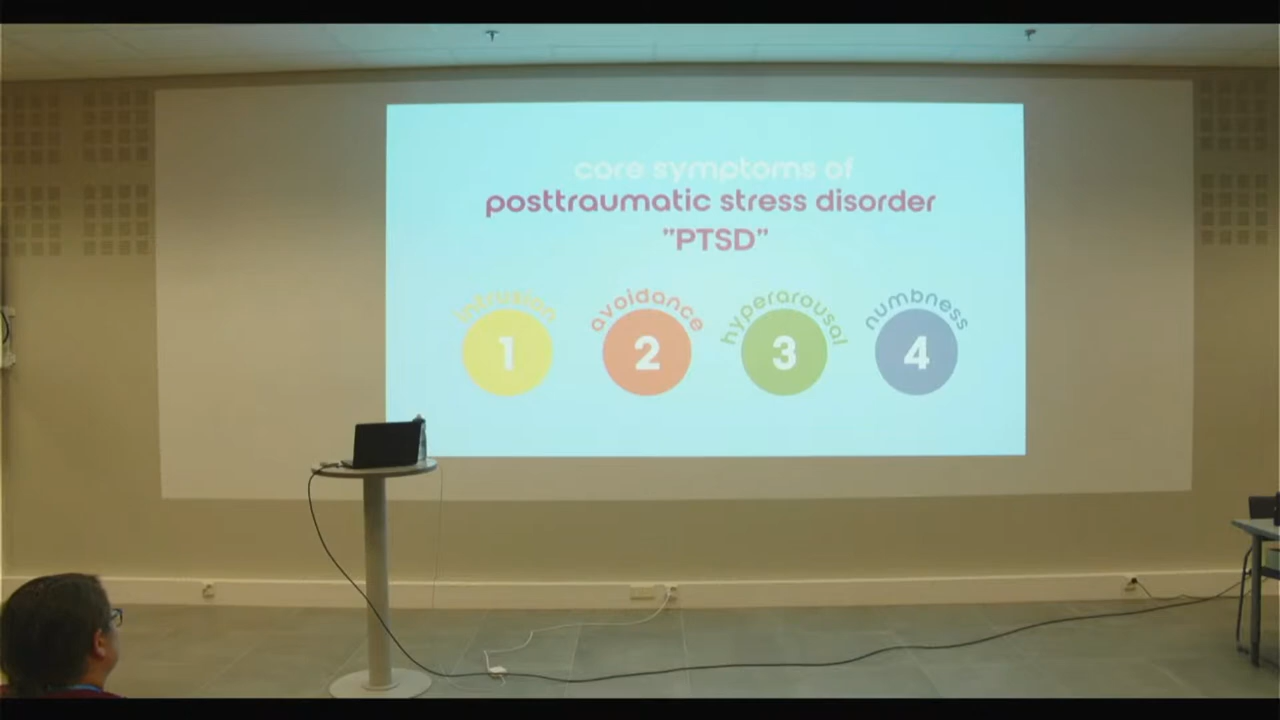 core symptoms of
posttraumatic stress disorder
"PTSD"
intrusion
1
avoidance
2
hyperarousal
3
numbness
4